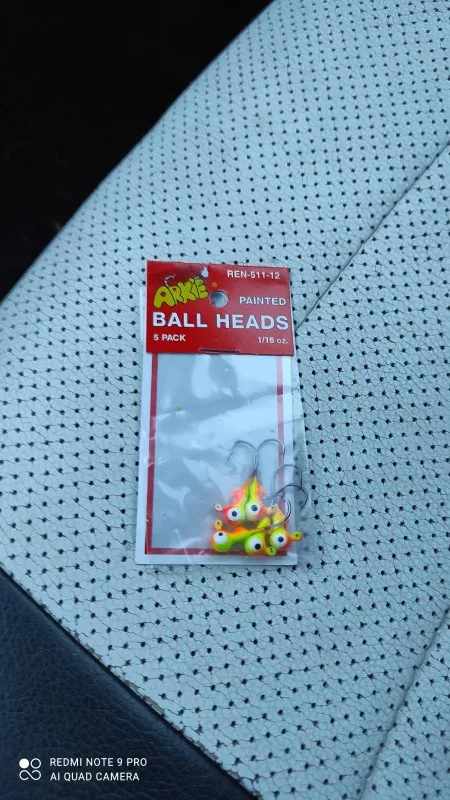 REN-511-12
ARKIE®
PAINTED
BALL HEADS
5 PACK 1/16 oz.
REDMI NOTE 9 PRO
AI QUAD CAMERA